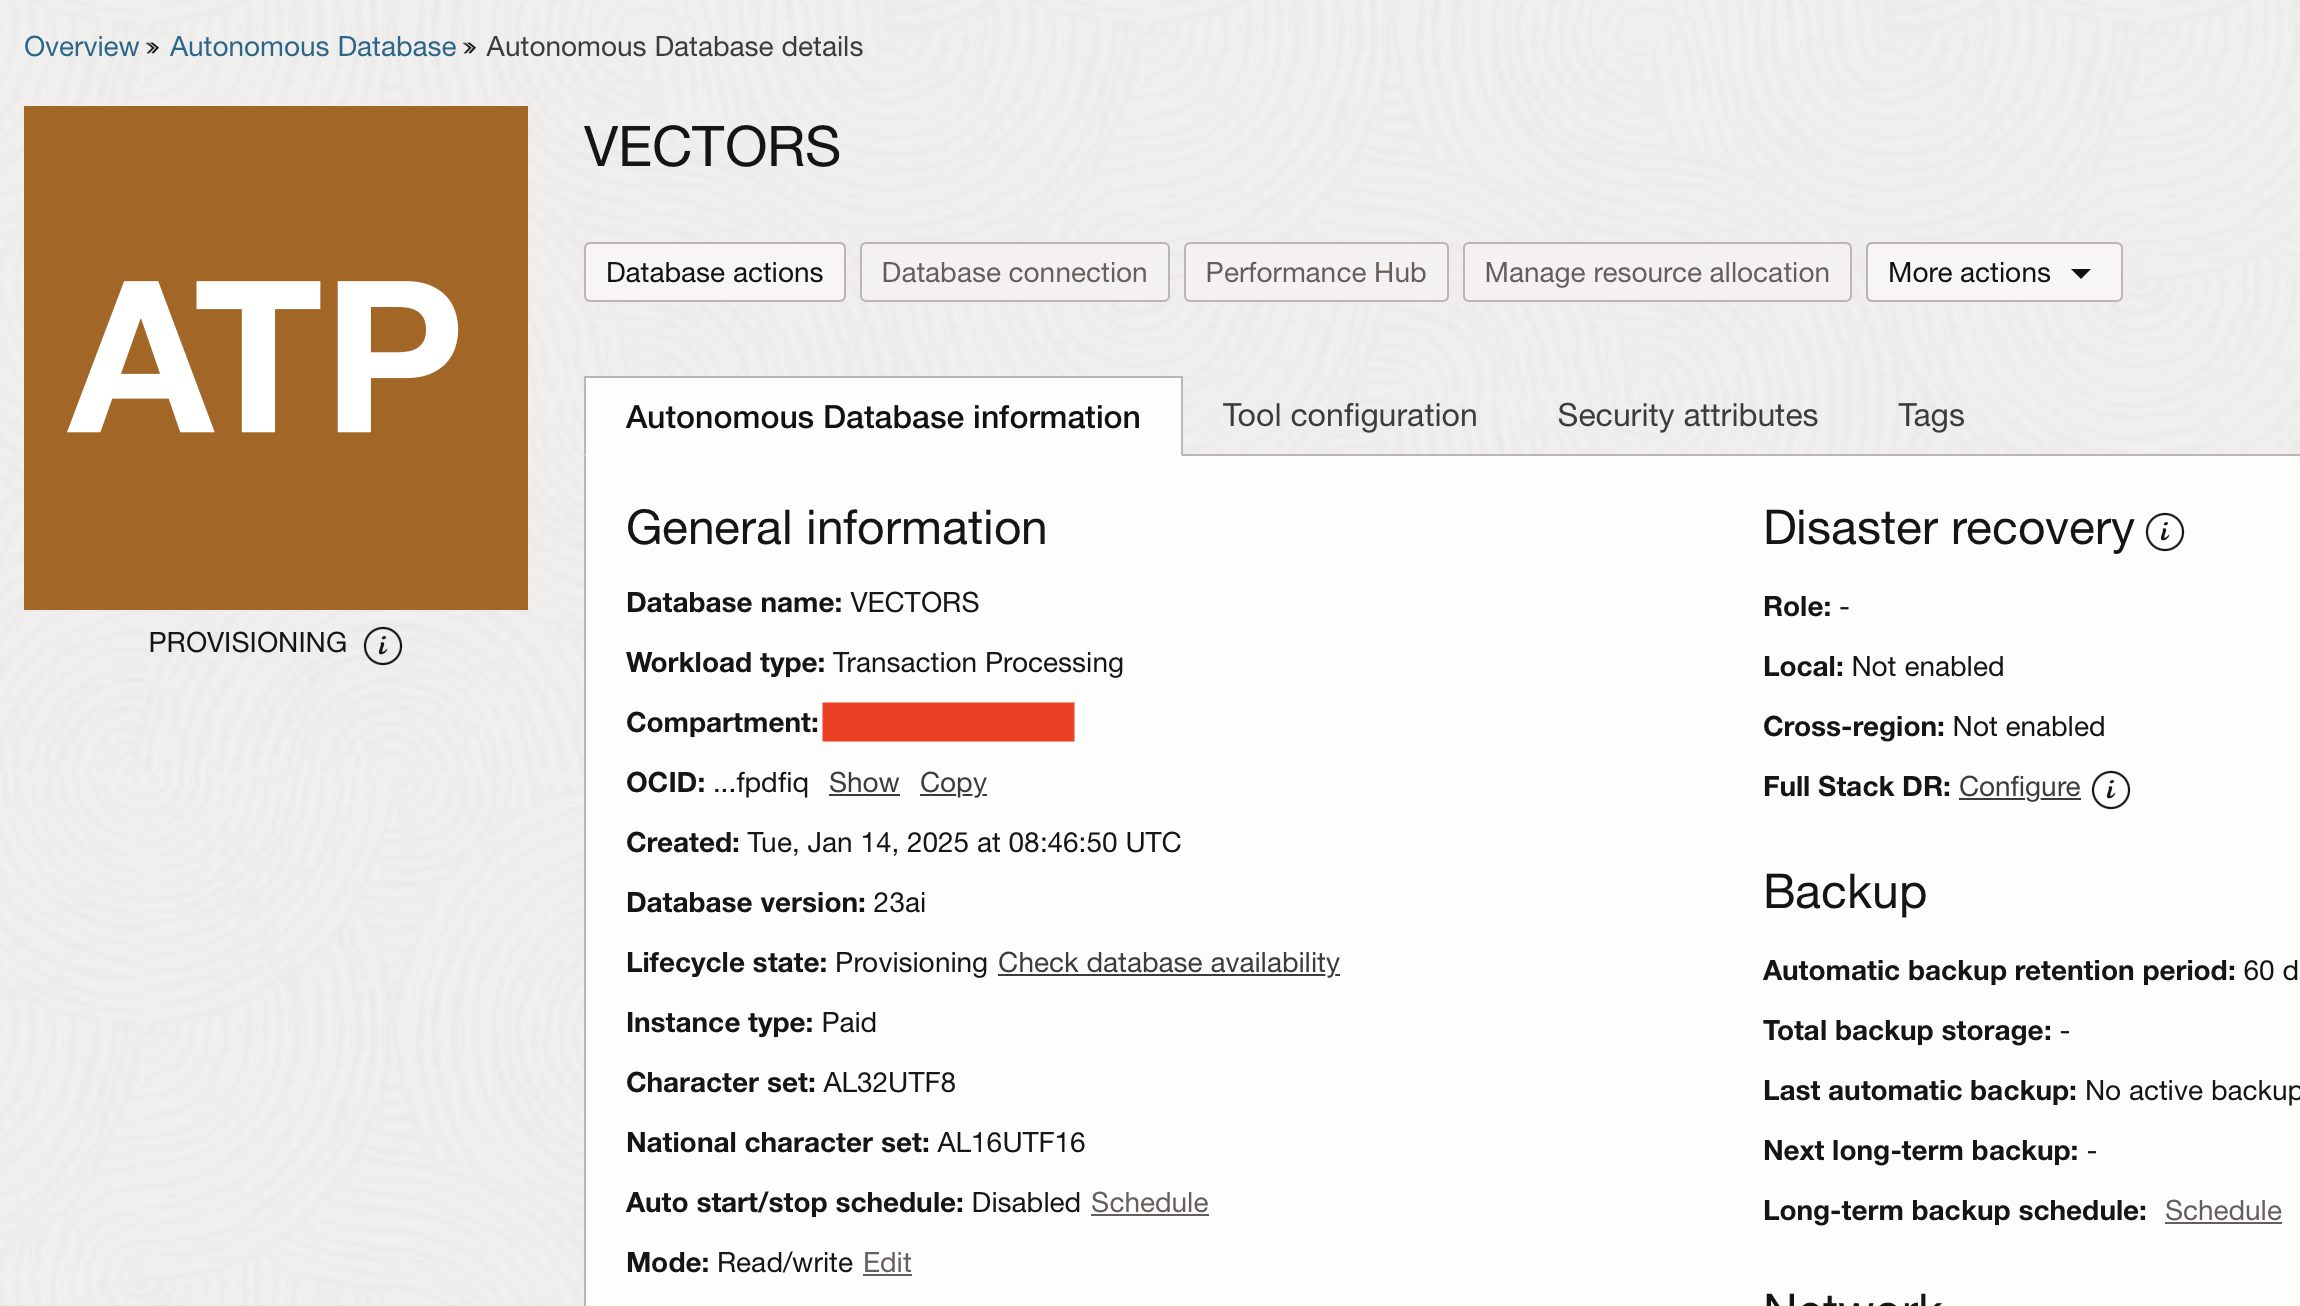 Overview » Autonomous Database » Autonomous Database details
ATP
PROVISIONING i
VECTORS
Database actions
Database connection
Performance Hub
Manage resource allocation
More actions
Autonomous Database information
Tool configuration
Security attributes
Tags
General information
Database name: VECTORS
Workload type: Transaction Processing
Compartment:
OCID: ...fpdfiq Show Copy
Created: Tue, Jan 14, 2025 at 08:46:50 UTC
Database version: 23ai
Lifecycle state: Provisioning Check database availability
Instance type: Paid
Character set: AL32UTF8
National character set: AL16UTF16
Auto start/stop schedule: Disabled Schedule
Mode: Read/write Edit
Disaster recovery i
Role: -
Local: Not enabled
Cross-region: Not enabled
Full Stack DR: Configure i
Backup
Automatic backup retention period: 60 d
Total backup storage: -
Last automatic backup: No active backup
Next long-term backup: -
Long-term backup schedule: Schedule
Network